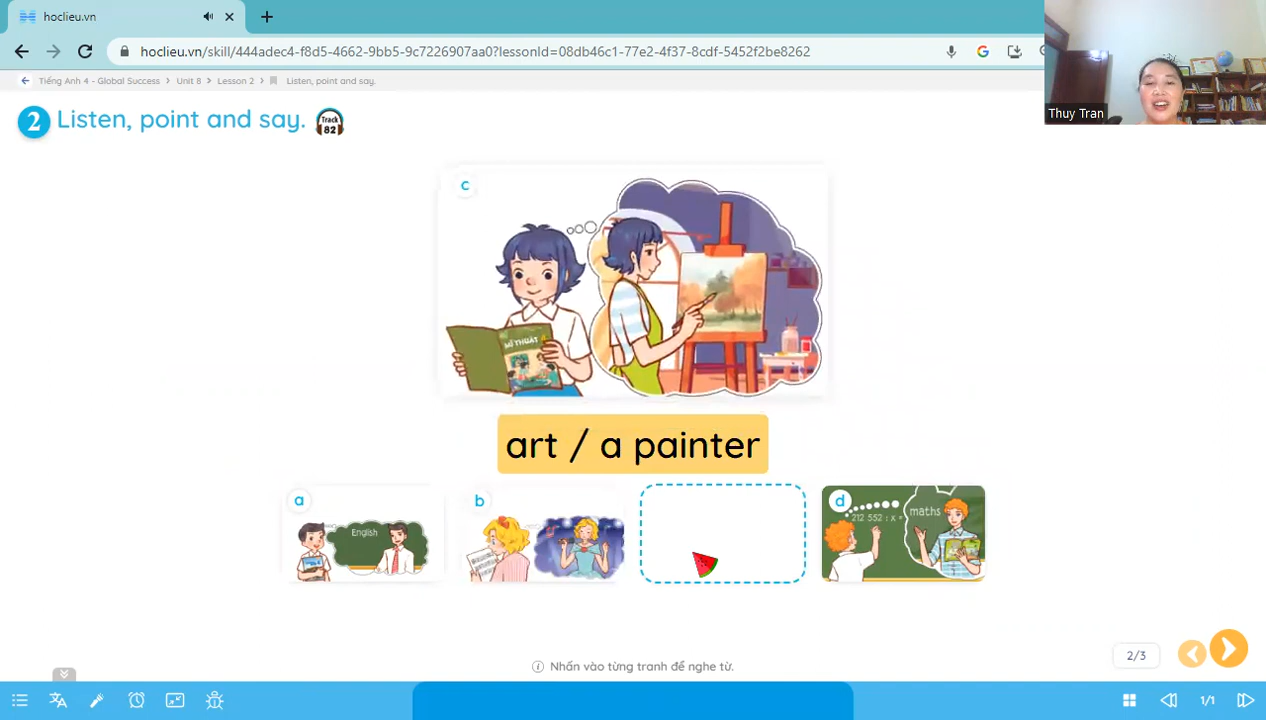 hoclieu.vn
hoclieu.vn/skill/444adec4-f8d5-4662-9bb5-9c7226907aa0?lessonId=08db46c1-77e2-4f37-8cdf-5452f2be8262
Tiếng Anh 4 - Global Success > Unit 8 > Lesson 2 > Listen, point and say.
Thuy Tran
2 Listen, point and say. Track 82
c
MĨ THUẬT 4
art / a painter
a
English
b
d
212 552 : x =
maths
2/3
Nhấn vào từng tranh để nghe từ.
1/1